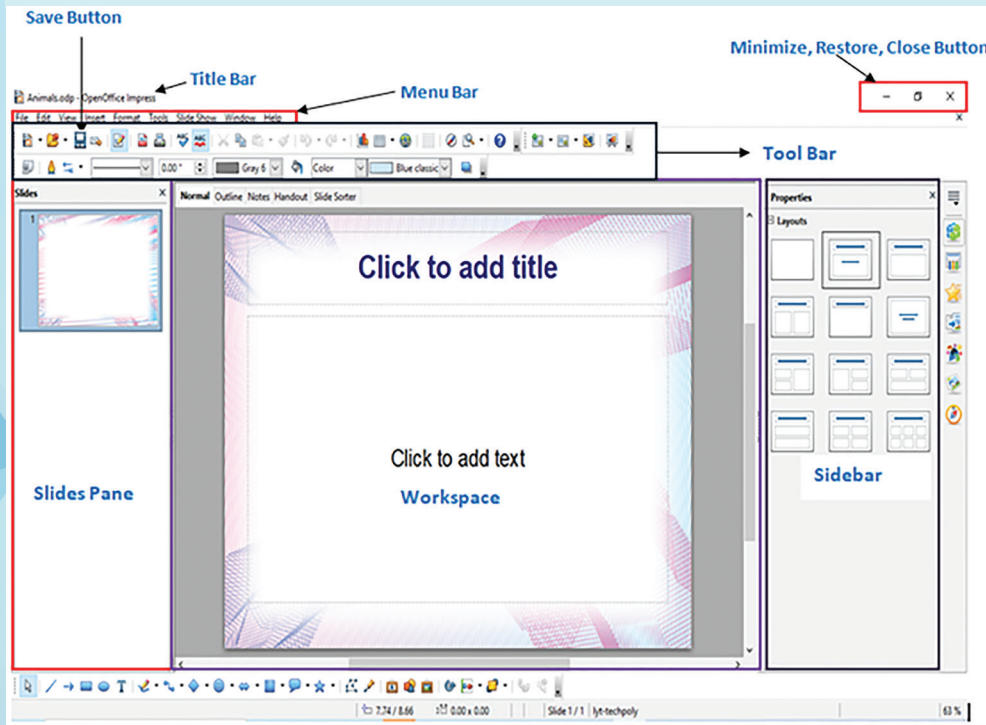 Save Button
Minimize, Restore, Close Button
Title Bar
Animals.odp - OpenOffice Impress
Menu Bar
File Edit View Insert Format Tools Slide Show Window Help
Tool Bar
0.00" Gray 6 Color Blue classic
Slides
Normal Outline Notes Handout Slide Sorter
Properties
Layouts
1
Click to add title
Click to add text
Workspace
Slides Pane
Sidebar
7.74 / 8.66 0.00 x 0.00 Slide 1 / 1 lyt-techpoly 63 %